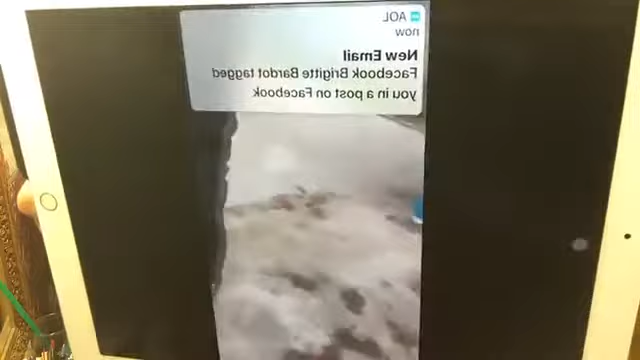 AOL
now
New Email
Facebook Brigitte Bardot tagged
you in a post on Facebook